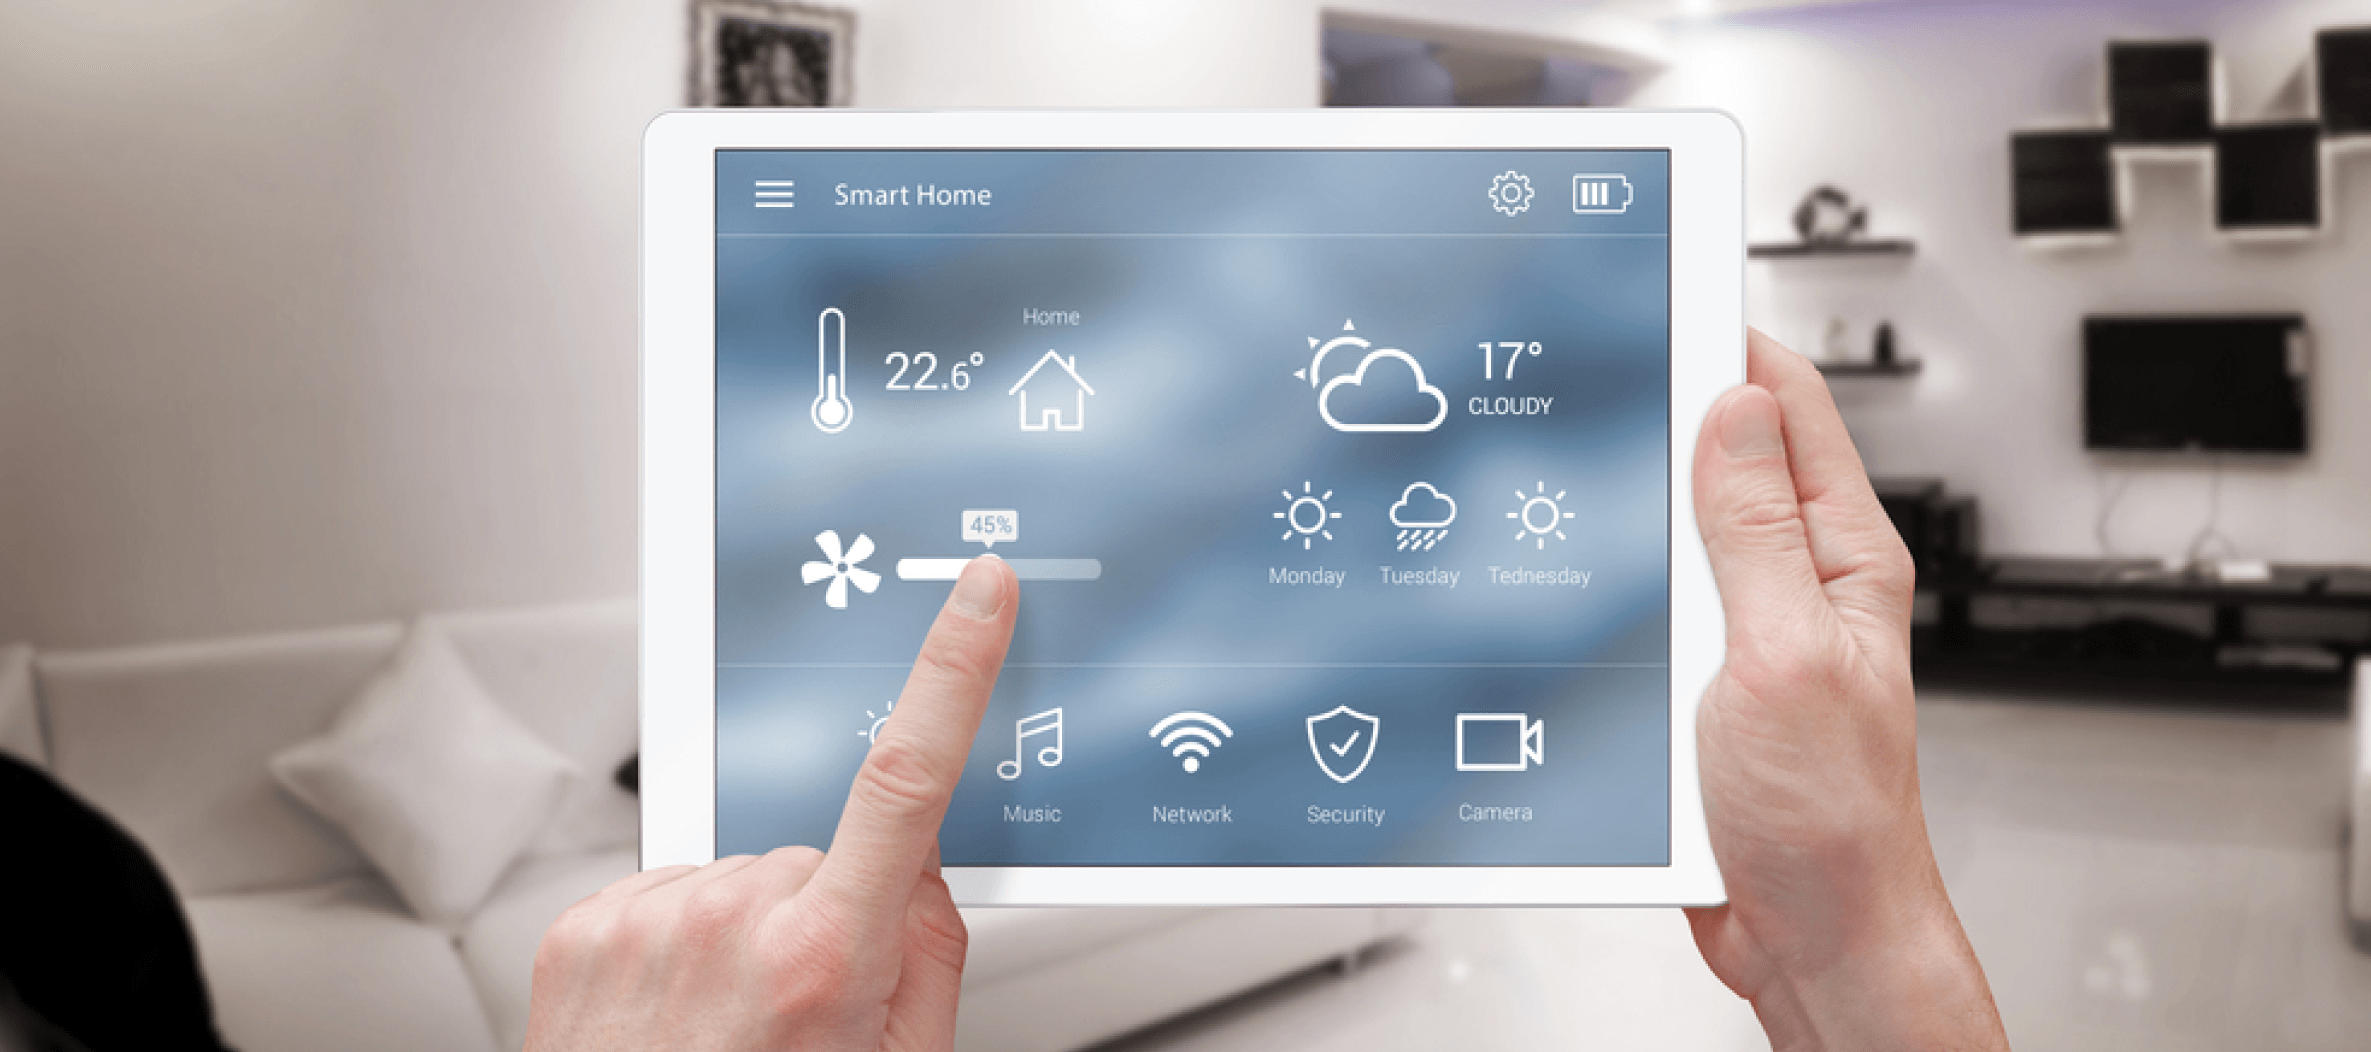 Smart Home
22.6°
Home
17°
CLOUDY
45%
Monday
Tuesday
Tednesday
Music
Network
Security
Camera